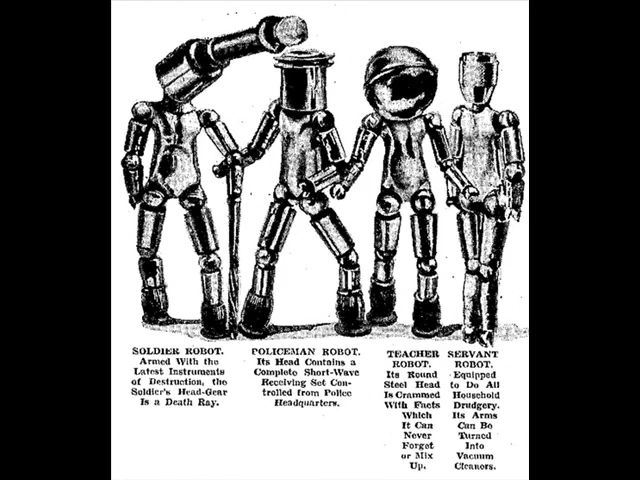 SOLDIER ROBOT.
Armed With the
Latest Instruments
of Destruction, the
Soldier's Head-Gear
Is a Death Ray.
POLICEMAN ROBOT.
Its Head Contains a
Complete Short-Wave
Receiving Set Con-
trolled from Police
Headquarters.
TEACHER
ROBOT.
Its Round
Steel Head
Is Crammed
With Facts
Which
It Can
Never
Forget
or Mix
Up.
SERVANT
ROBOT.
Equipped
to Do All
Household
Drudgery.
Its Arms
Can Be
Turned
Into
Vacuum
Cleaners.